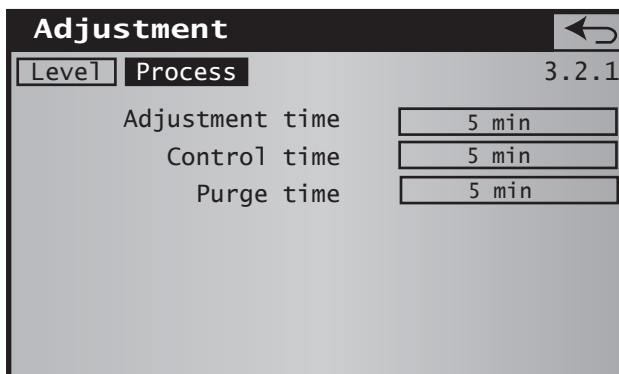 Adjustment
Level Process 3.2.1
Adjustment time 5 min
Control time 5 min
Purge time 5 min